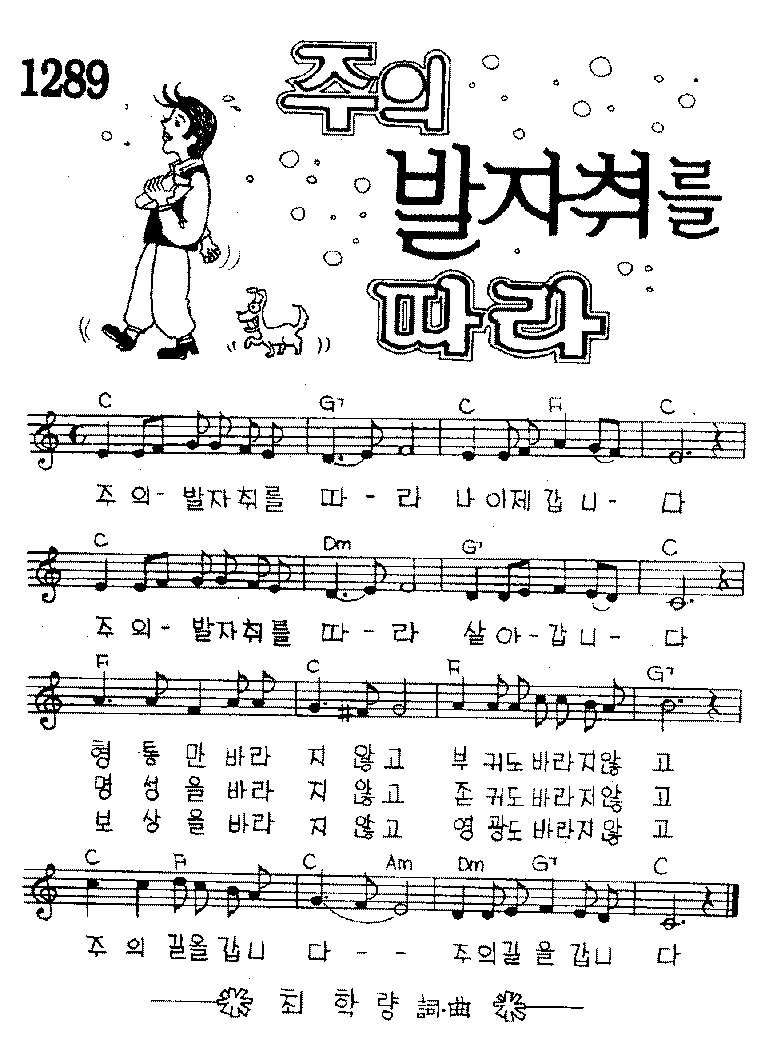 1289
주의
발자취를
따라
C G7 C F C
주 의- 발자취를 따 - 라 나 이제 갑 니 - 다
C Dm G7 C
주 의- 발자취를 따 - 라 살 아-갑니- 다
F C F G7
형 통 만 바라 지 않고 부 귀도 바라지않 고
명 성 을 바라 지 않고 존 귀도 바라지않 고
보 상 을 바라 지 않고 영 광도 바라지않 고
C F C Am Dm G7 C
주 의 길을갑니 다 - - 주의길 을 갑니 다
최 학 량 詞·曲